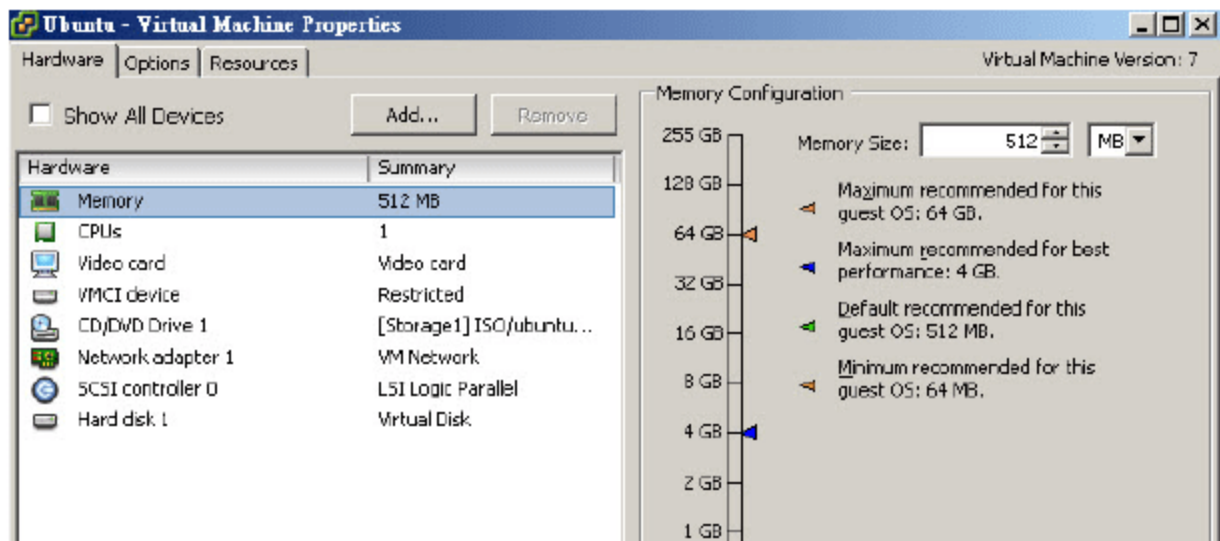 Ubuntu - Virtual Machine Properties
Hardware Options Resources
Virtual Machine Version: 7
Show All Devices
Add...
Remove
Hardware Summary
Memory 512 MB
CPUs 1
Video card Video card
VMCI device Restricted
CD/DVD Drive 1 [Storage1] ISO/ubuntu...
Network adapter 1 VM Network
SCSI controller 0 LSI Logic Parallel
Hard disk 1 Virtual Disk
Memory Configuration
255 GB
128 GB
64 GB
32 GB
16 GB
8 GB
4 GB
2 GB
1 GB
Memory Size: 512 MB
Maximum recommended for this
guest OS: 64 GB.
Maximum recommended for best
performance: 4 GB.
Default recommended for this
guest OS: 512 MB.
Minimum recommended for this
guest OS: 64 MB.